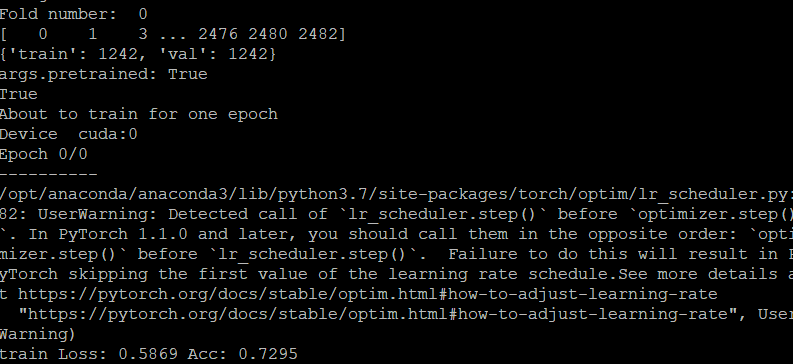 Fold number:  0
[   0    1    3 ... 2476 2480 2482]
{'train': 1242, 'val': 1242}
args.pretrained: True
True
About to train for one epoch
Device  cuda:0
Epoch 0/0
----------
/opt/anaconda/anaconda3/lib/python3.7/site-packages/torch/optim/lr_scheduler.py:
82: UserWarning: Detected call of `lr_scheduler.step()` before `optimizer.step()
`. In PyTorch 1.1.0 and later, you should call them in the opposite order: `opti
mizer.step()` before `lr_scheduler.step()`.  Failure to do this will result in P
yTorch skipping the first value of the learning rate schedule.See more details a
t https://pytorch.org/docs/stable/optim.html#how-to-adjust-learning-rate
  "https://pytorch.org/docs/stable/optim.html#how-to-adjust-learning-rate", User
Warning)
train Loss: 0.5869 Acc: 0.7295